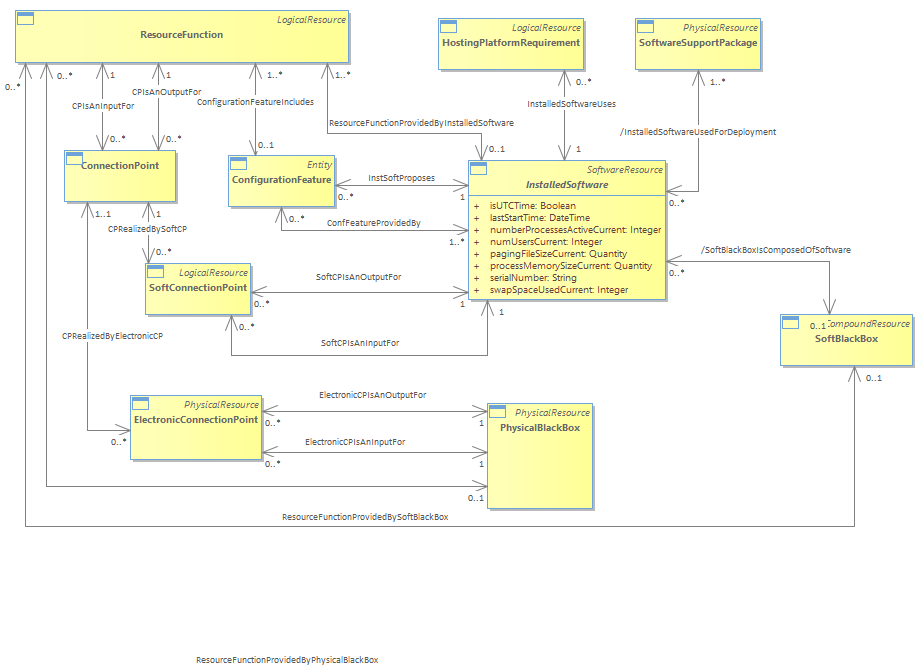 LogicalResource
ResourceFunction
LogicalResource
HostingPlatformRequirement
PhysicalResource
SoftwareSupportPackage
0..*
0..*
1
1
1..*
1..*
0..*
1..*
CPIsAnInputFor
CPIsAnOutputFor
ConfigurationFeatureIncludes
InstalledSoftwareUses
ResourceFunctionProvidedByInstalledSoftware
/InstalledSoftwareUsedForDeployment
0..*
0..*
0..1
0..1
1
ConnectionPoint
Entity
ConfigurationFeature
SoftwareResource
InstalledSoftware
InstSoftProposes
0..*
1
0..*
+ isUTCTime: Boolean
+ lastStartTime: DateTime
+ numberProcessesActiveCurrent: Integer
+ numUsersCurrent: Integer
+ pagingFileSizeCurrent: Quantity
+ processMemorySizeCurrent: Quantity
+ serialNumber: String
+ swapSpaceUsedCurrent: Integer
1..1
1
0..*
ConfFeatureProvidedBy
1..*
CPRealizedBySoftCP
0..*
/SoftBlackBoxIsComposedOfSoftware
0..*
LogicalResource
SoftConnectionPoint
SoftCPIsAnOutputFor
0..*
1
1
0..*
SoftCPIsAnInputFor
0..1
CompoundResource
SoftBlackBox
0..1
CPRealizedByElectronicCP
0..*
PhysicalResource
ElectronicConnectionPoint
ElectronicCPIsAnOutputFor
0..*
1
ElectronicCPIsAnInputFor
0..*
1
PhysicalResource
PhysicalBlackBox
0..1
ResourceFunctionProvidedBySoftBlackBox
ResourceFunctionProvidedByPhysicalBlackBox